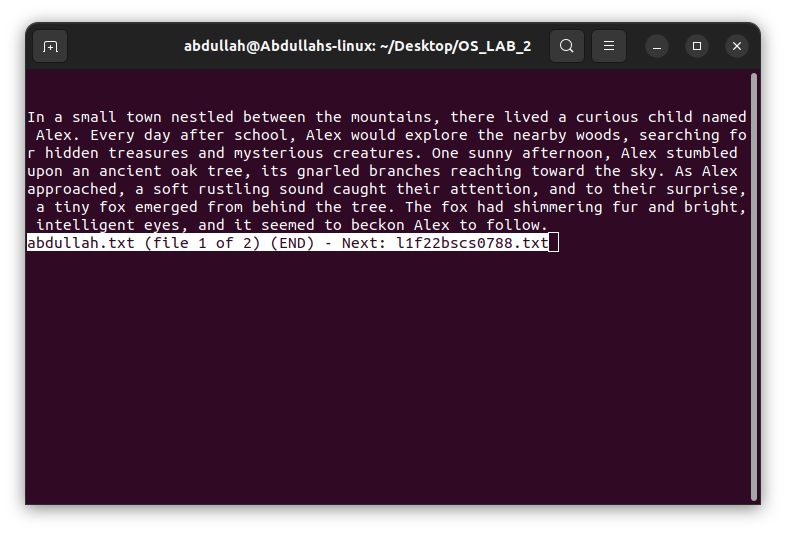 abdullah@Abdullahs-linux: ~/Desktop/OS_LAB_2
In a small town nestled between the mountains, there lived a curious child named
 Alex. Every day after school, Alex would explore the nearby woods, searching fo
r hidden treasures and mysterious creatures. One sunny afternoon, Alex stumbled
upon an ancient oak tree, its gnarled branches reaching toward the sky. As Alex
approached, a soft rustling sound caught their attention, and to their surprise,
 a tiny fox emerged from behind the tree. The fox had shimmering fur and bright,
 intelligent eyes, and it seemed to beckon Alex to follow.
abdullah.txt (file 1 of 2) (END) - Next: l1f22bscs0788.txt